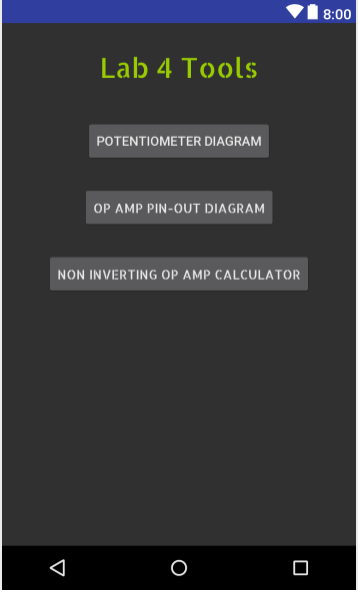 8:00
Lab 4 Tools
POTENTIOMETER DIAGRAM
OP AMP PIN-OUT DIAGRAM
NON INVERTING OP AMP CALCULATOR